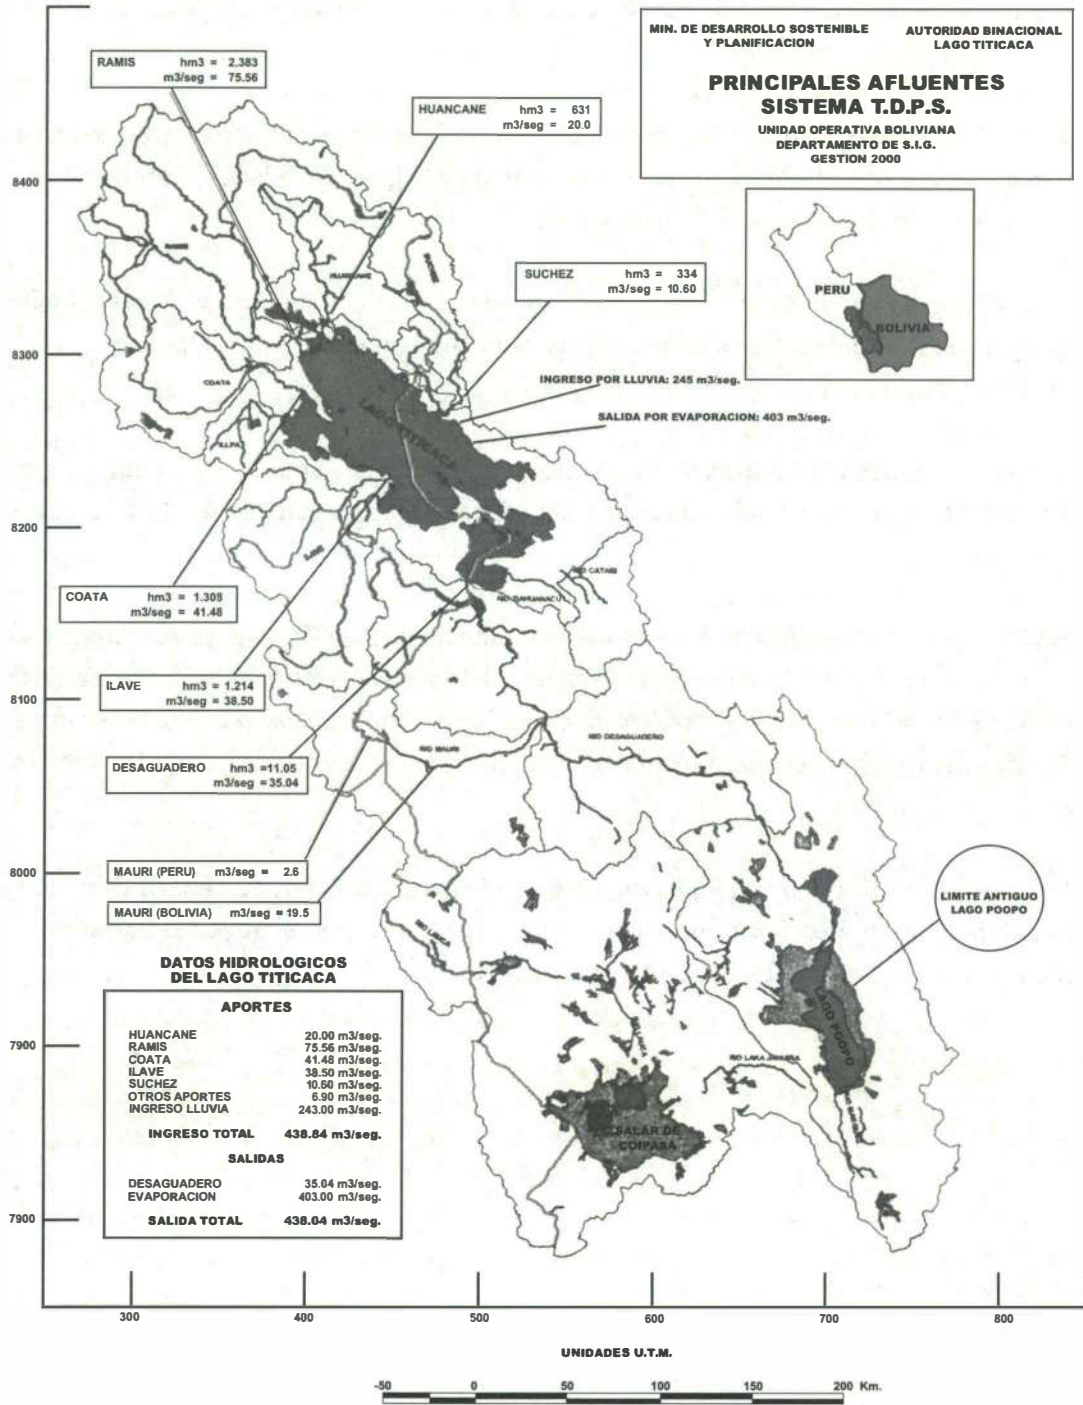 MIN. DE DESARROLLO SOSTENIBLE
Y PLANIFICACION
AUTORIDAD BINACIONAL
LAGO TITICACA
PRINCIPALES AFLUENTES
SISTEMA T.D.P.S.
UNIDAD OPERATIVA BOLIVIANA
DEPARTAMENTO DE S.I.G.
GESTION 2000
RAMIS hm3 = 2.383
m3/seg = 75.56
HUANCANE hm3 = 631
m3/seg = 20.0
SUCHEZ hm3 = 334
m3/seg = 10.60
PERU
BOLIVIA
INGRESO POR LLUVIA: 245 m3/seg.
SALIDA POR EVAPORACION: 403 m3/seg.
8400
8300
8200
8100
8000
7900
7900
RAMIS
HUANCANE
SUCHEZ
COATA
ILLPA
LAGO TITICACA
ILAVE
RIO CATARI
COATA hm3 = 1.308
m3/seg = 41.48
ILAVE hm3 = 1.214
m3/seg = 38.50
DESAGUADERO hm3 =11.05
m3/seg = 35.04
RIO MAURI
RIO DESAGUADERO
MAURI (PERU) m3/seg = 2.6
MAURI (BOLIVIA) m3/seg = 19.5
RIO LAUCA
LIMITE ANTIGUO
LAGO POOPO
LAGO POOPO
SALAR DE
COIPASA
DATOS HIDROLOGICOS
DEL LAGO TITICACA
APORTES
HUANCANE 20.00 m3/seg.
RAMIS 75.56 m3/seg.
COATA 41.48 m3/seg.
ILAVE 38.50 m3/seg.
SUCHEZ 10.60 m3/seg.
OTROS APORTES 6.90 m3/seg.
INGRESO LLUVIA 243.00 m3/seg.
INGRESO TOTAL 438.84 m3/seg.
SALIDAS
DESAGUADERO 35.04 m3/seg.
EVAPORACION 403.00 m3/seg.
SALIDA TOTAL 438.04 m3/seg.
300 400 500 600 700 800
UNIDADES U.T.M.
-50 0 50 100 150 200 Km.